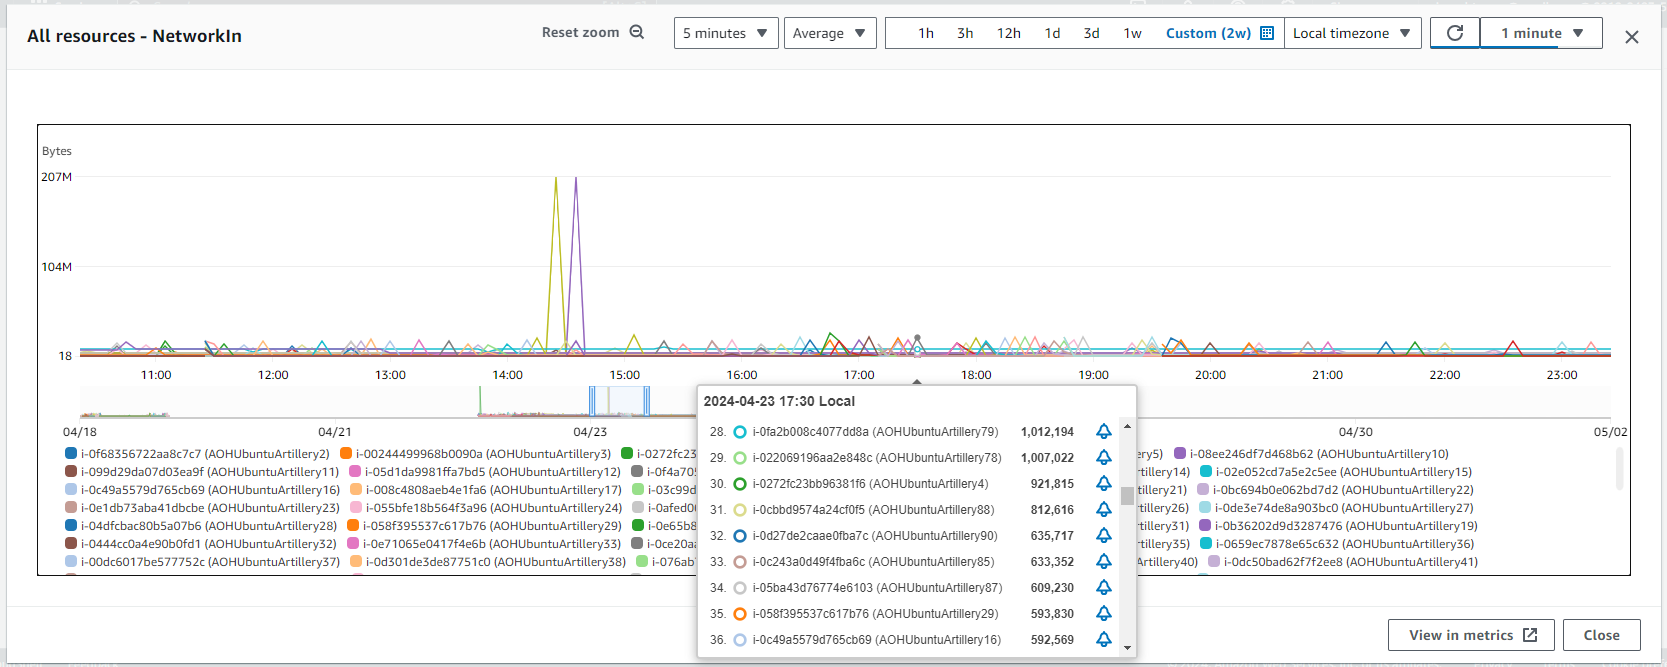 All resources - NetworkIn
Reset zoom
5 minutes
Average
1h 3h 12h 1d 3d 1w Custom (2w)
Local timezone
1 minute
Bytes
207M
104M
18
11:00 12:00 13:00 14:00 15:00 16:00 17:00 18:00 19:00 20:00 21:00 22:00 23:00
04/18 04/21 04/23 04/30 05/02
2024-04-23 17:30 Local
28. i-0fa2b008c4077dd8a (AOHUbuntuArtillery79) 1,012,194
29. i-022069196aa2e848c (AOHUbuntuArtillery78) 1,007,022
30. i-0272fc23bb96381f6 (AOHUbuntuArtillery4) 921,815
31. i-0cbbd9574a24cf0f5 (AOHUbuntuArtillery88) 812,616
32. i-0d27de2caae0fba7c (AOHUbuntuArtillery90) 635,717
33. i-0c243a0d49f4fba6c (AOHUbuntuArtillery85) 633,352
34. i-05ba43d76774e6103 (AOHUbuntuArtillery87) 609,230
35. i-058f395537c617b76 (AOHUbuntuArtillery29) 593,830
36. i-0c49a5579d765cb69 (AOHUbuntuArtillery16) 592,569
i-0f68356722aa8c7c7 (AOHUbuntuArtillery2) i-00244499968b0090a (AOHUbuntuArtillery3) i-0272fc23 ery5) i-08ee246df7d468b62 (AOHUbuntuArtillery10)
i-099d29da07d03ea9f (AOHUbuntuArtillery11) i-05d1da9981ffa7bd5 (AOHUbuntuArtillery12) i-0f4a70 tillery14) i-02e052cd7a5e2c5ee (AOHUbuntuArtillery15)
i-0c49a5579d765cb69 (AOHUbuntuArtillery16) i-008c4808aeb4e1fa6 (AOHUbuntuArtillery17) i-03c99d tillery21) i-0bc694b0e062bd7d2 (AOHUbuntuArtillery22)
i-0e1db73aba41dbcbe (AOHUbuntuArtillery23) i-055bfe18b564f3a96 (AOHUbuntuArtillery24) i-0afed0 tillery26) i-0de3e74de8a903bc0 (AOHUbuntuArtillery27)
i-04dfcbac80b5a07b6 (AOHUbuntuArtillery28) i-058f395537c617b76 (AOHUbuntuArtillery29) i-0e65b8 tillery31) i-0b36202d9d3287476 (AOHUbuntuArtillery19)
i-0444cc0a4e90b0fd1 (AOHUbuntuArtillery32) i-0e71065e0417f4e6b (AOHUbuntuArtillery33) i-0ce20a tillery35) i-0659ec7878e65c632 (AOHUbuntuArtillery36)
i-00dc6017be577752c (AOHUbuntuArtillery37) i-0d301de3de87751c0 (AOHUbuntuArtillery38) i-076ab tillery40) i-0dc50bad62f7f2ee8 (AOHUbuntuArtillery41)
View in metrics
Close